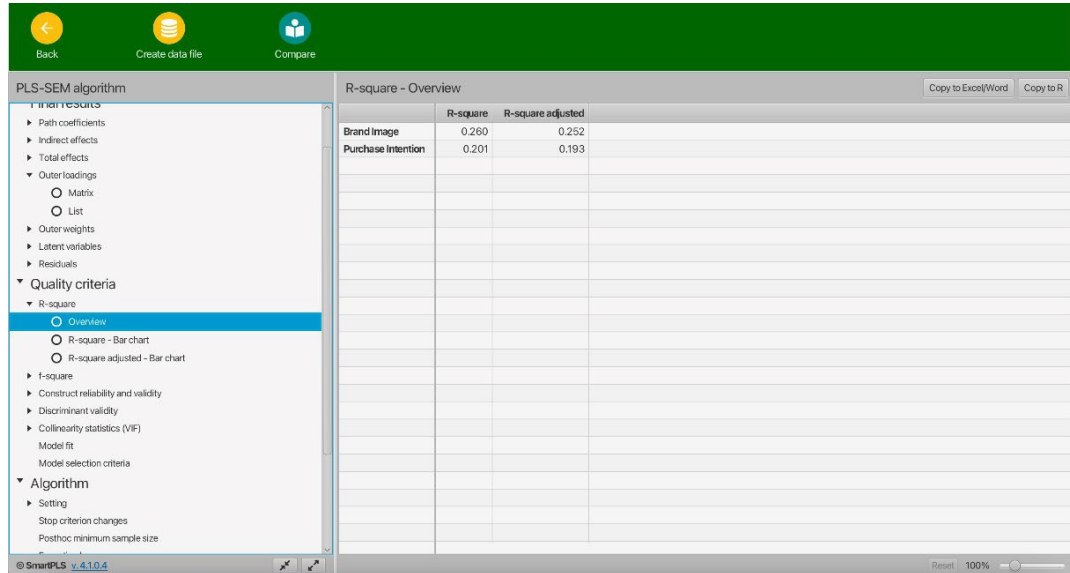 Back
Create data file
Compare
PLS-SEM algorithm
Final results
Path coefficients
Indirect effects
Total effects
Outer loadings
Matrix
List
Outer weights
Latent variables
Residuals
Quality criteria
R-square
Overview
R-square - Bar chart
R-square adjusted - Bar chart
f-square
Construct reliability and validity
Discriminant validity
Collinearity statistics (VIF)
Model fit
Model selection criteria
Algorithm
Setting
Stop criterion changes
Posthoc minimum sample size
© SmartPLS v. 4.1.0.4
R-square - Overview
Copy to Excel/Word Copy to R
R-square R-square adjusted
Brand Image 0.260 0.252
Purchase Intention 0.201 0.193
Reset 100%